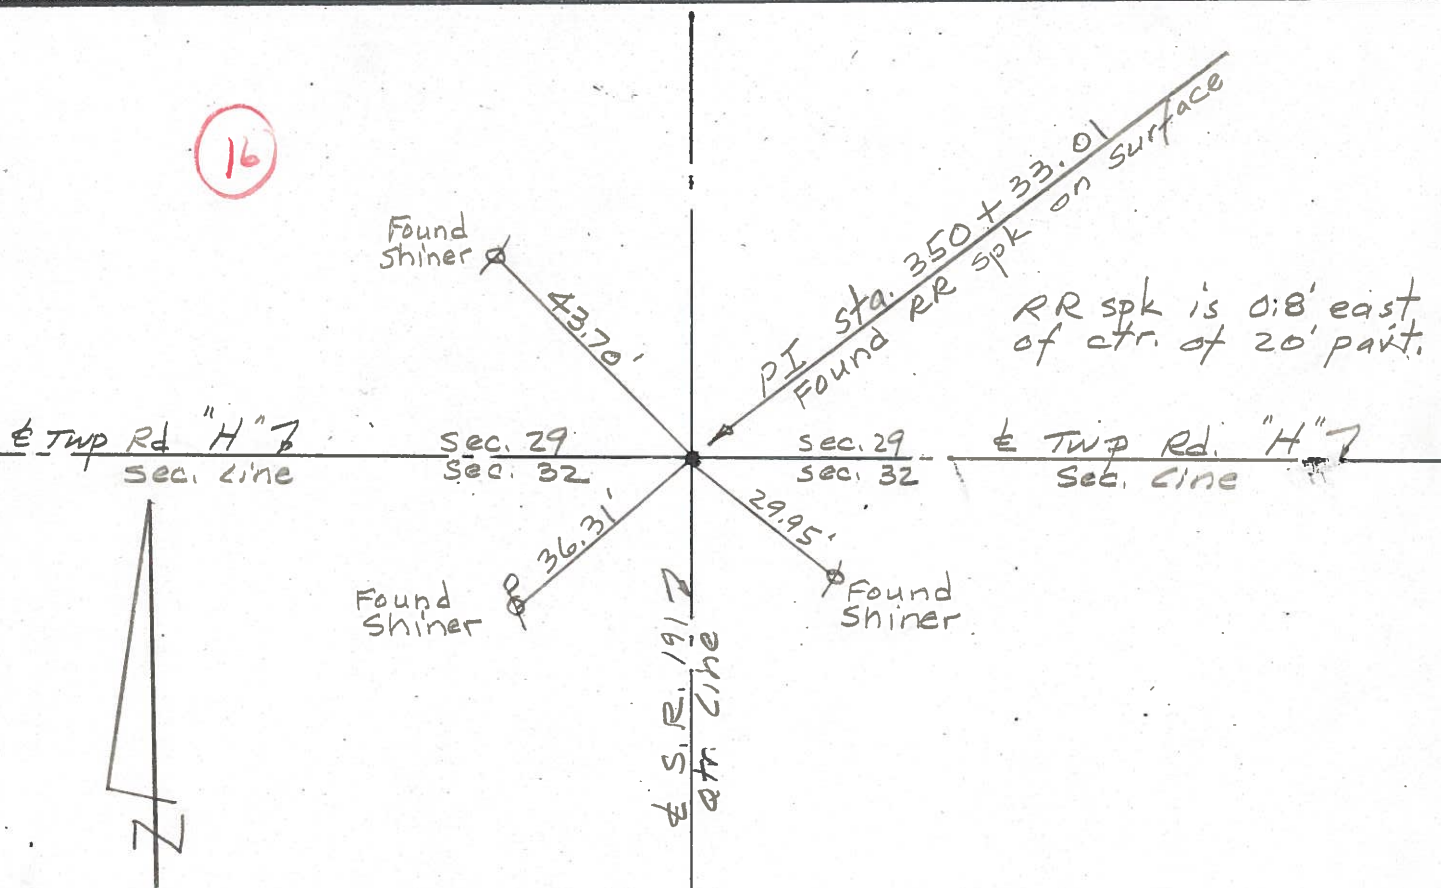 16
Found
Shiner
43.70'
PI Sta. 350 + 33.01
Found RR Spk on surface
RR spk is 0.8' east
of ctr. of 20' pav't.
℄ Twp Rd "H"
Sec. Line
Sec. 29
Sec. 32
Sec. 29
Sec. 32
℄ Twp Rd. "H"
Sec. Line
36.31'
29.95'
Found
Shiner
Found
Shiner
℄ S.R. 191
Qtr. Line
N